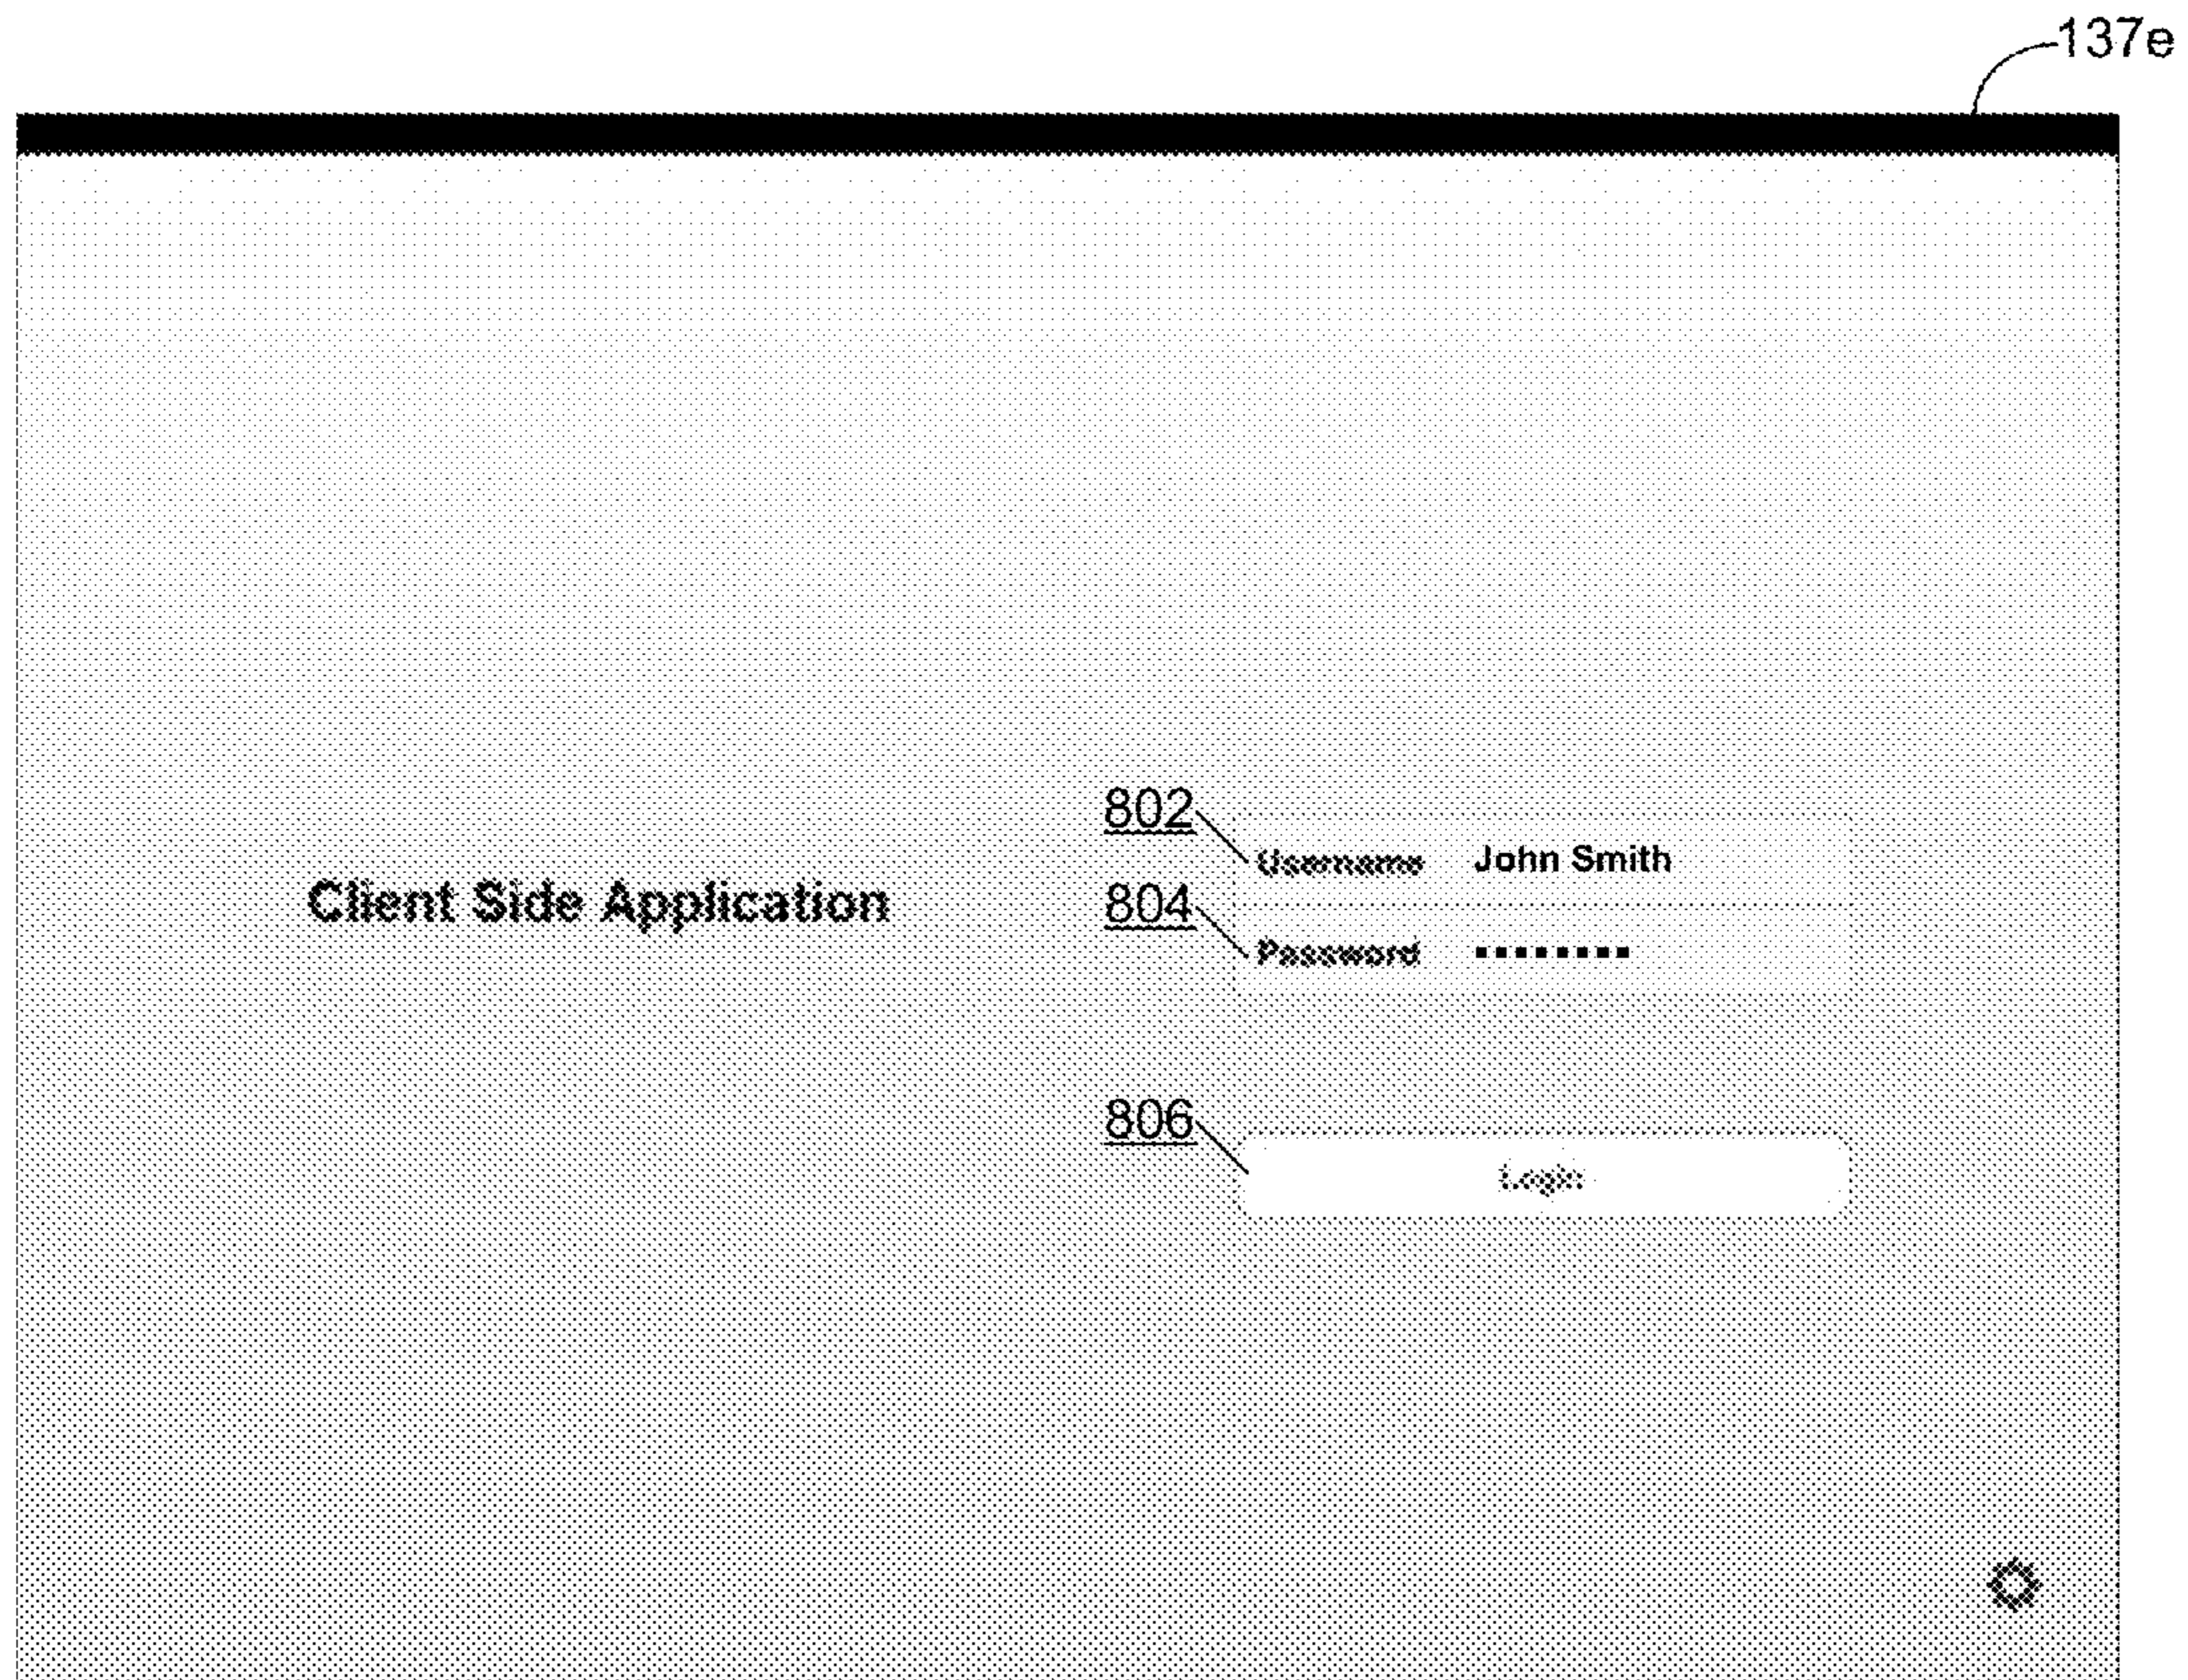 137e
802
Username John Smith
Client Side Application
804
Password ........
806
Login